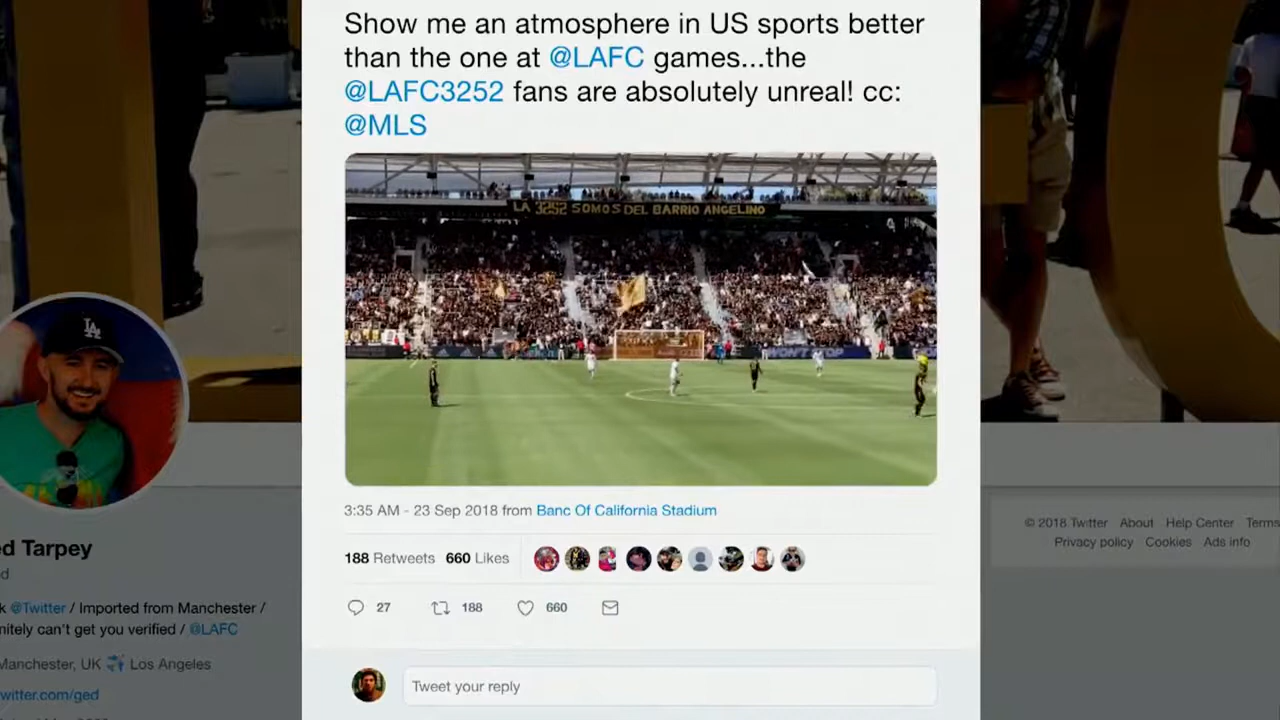 Show me an atmosphere in US sports better
than the one at @LAFC games...the
@LAFC3252 fans are absolutely unreal! cc:
@MLS
LA 3252 SOMOS DEL BARRIO ANGELINO
WON'T STOP
3:35 AM - 23 Sep 2018 from Banc Of California Stadium
188 Retweets 660 Likes
27 188 660
Tweet your reply
LA
d Tarpey
d
k @Twitter / Imported from Manchester /
nitely can't get you verified / @LAFC
Manchester, UK ✈ Los Angeles
witter.com/ged
© 2018 Twitter About Help Center Terms
Privacy policy Cookies Ads info